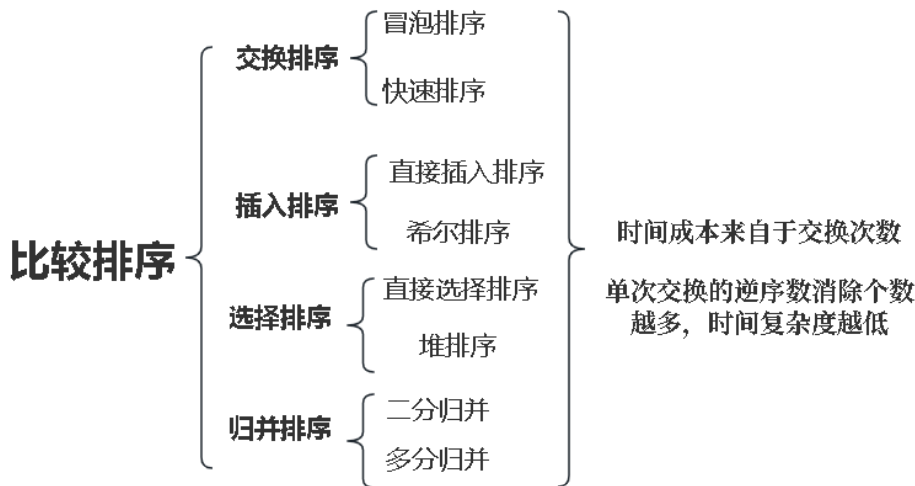 比较排序
交换排序
冒泡排序
快速排序
插入排序
直接插入排序
希尔排序
选择排序
直接选择排序
堆排序
归并排序
二分归并
多分归并
时间成本来自于交换次数
单次交换的逆序数消除个数
越多，时间复杂度越低